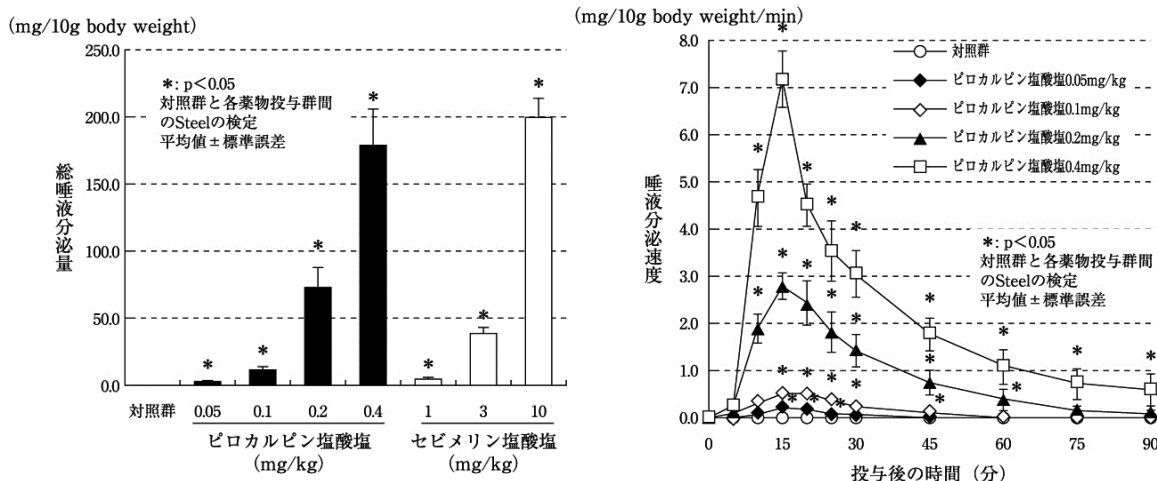 (mg/10g body weight)
250.0
200.0
150.0
100.0
50.0
0.0
総唾液分泌量
*: p<0.05
対照群と各薬物投与群間
のSteelの検定
平均値±標準誤差
*
*
*
*
*
*
*
対照群 0.05 0.1 0.2 0.4 1 3 10
ピロカルピン塩酸塩 セビメリン塩酸塩
(mg/kg) (mg/kg)
(mg/10g body weight/min)
8.0
7.0
6.0
5.0
4.0
3.0
2.0
1.0
0.0
唾液分泌速度
対照群
ピロカルピン塩酸塩0.05mg/kg
ピロカルピン塩酸塩0.1mg/kg
ピロカルピン塩酸塩0.2mg/kg
ピロカルピン塩酸塩0.4mg/kg
*: p<0.05
対照群と各薬物投与群間
のSteelの検定
平均値±標準誤差
0 15 30 45 60 75 90
投与後の時間（分）